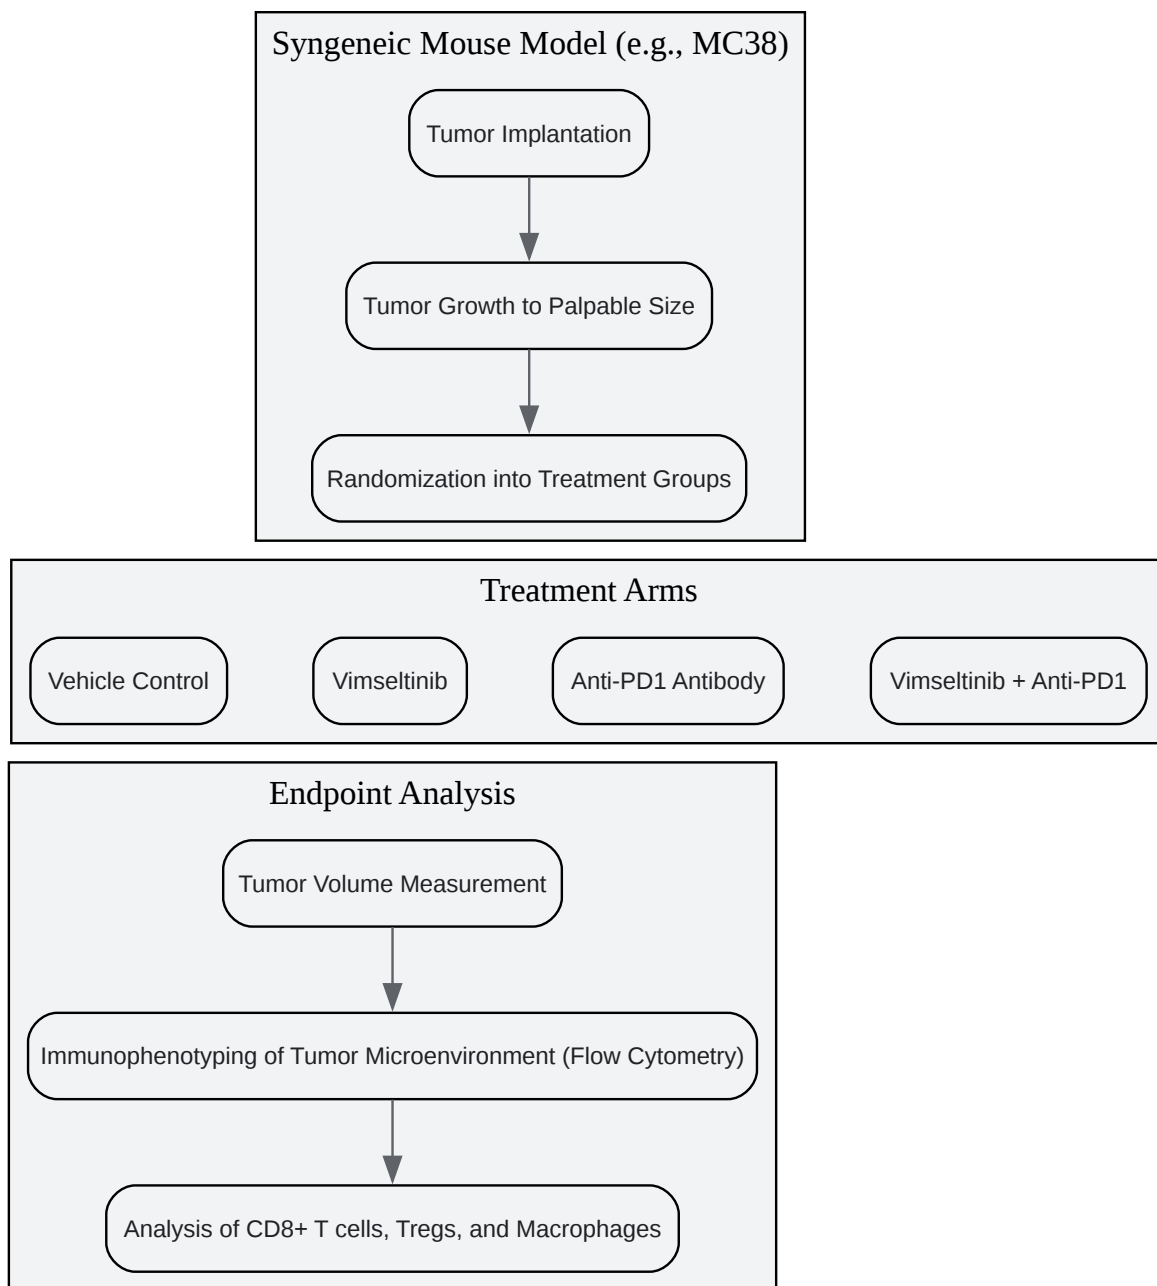 Syngeneic Mouse Model (e.g., MC38)
Tumor Implantation
Tumor Growth to Palpable Size
Randomization into Treatment Groups
Treatment Arms
Vehicle Control
Vimseltinib
Anti-PD1 Antibody
Vimseltinib + Anti-PD1
Endpoint Analysis
Tumor Volume Measurement
Immunophenotyping of Tumor Microenvironment (Flow Cytometry)
Analysis of CD8+ T cells, Tregs, and Macrophages